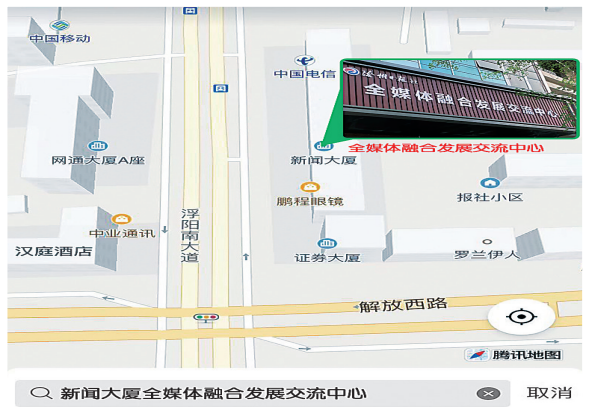 中国移动
中国电信
全媒体融合发展交流中心
全媒体融合发展交流中心
网通大厦A座
新闻大厦
鹏程眼镜
报社小区
中业通讯
浮阳南大道
汉庭酒店
证券大厦
罗兰伊人
解放西路
腾讯地图
新闻大厦全媒体融合发展交流中心
取消